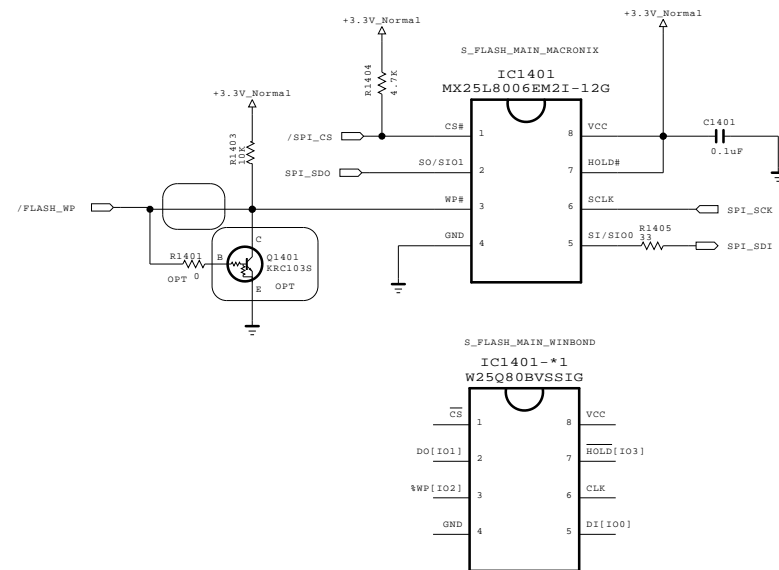 +3.3V_Normal
+3.3V_Normal
S_FLASH_MAIN_MACRONIX
IC1401
MX25L8006EM2I-12G
R1404
4.7K
+3.3V_Normal
R1403
10K
C1401
0.1uF
/SPI_CS
CS#
1
8
VCC
SPI_SDO
SO/SIO1
2
7
HOLD#
/FLASH_WP
WP#
3
6
SCLK
SPI_SCK
GND
4
5
SI/SIO0
R1405
33
SPI_SDI
R1401
OPT 0
B
C
E
Q1401
KRC103S
OPT
S_FLASH_MAIN_WINBOND
IC1401-*1
W25Q80BVSSIG
CS
1
8
VCC
DO[IO1]
2
7
HOLD[IO3]
%WP[IO2]
3
6
CLK
GND
4
5
DI[IO0]